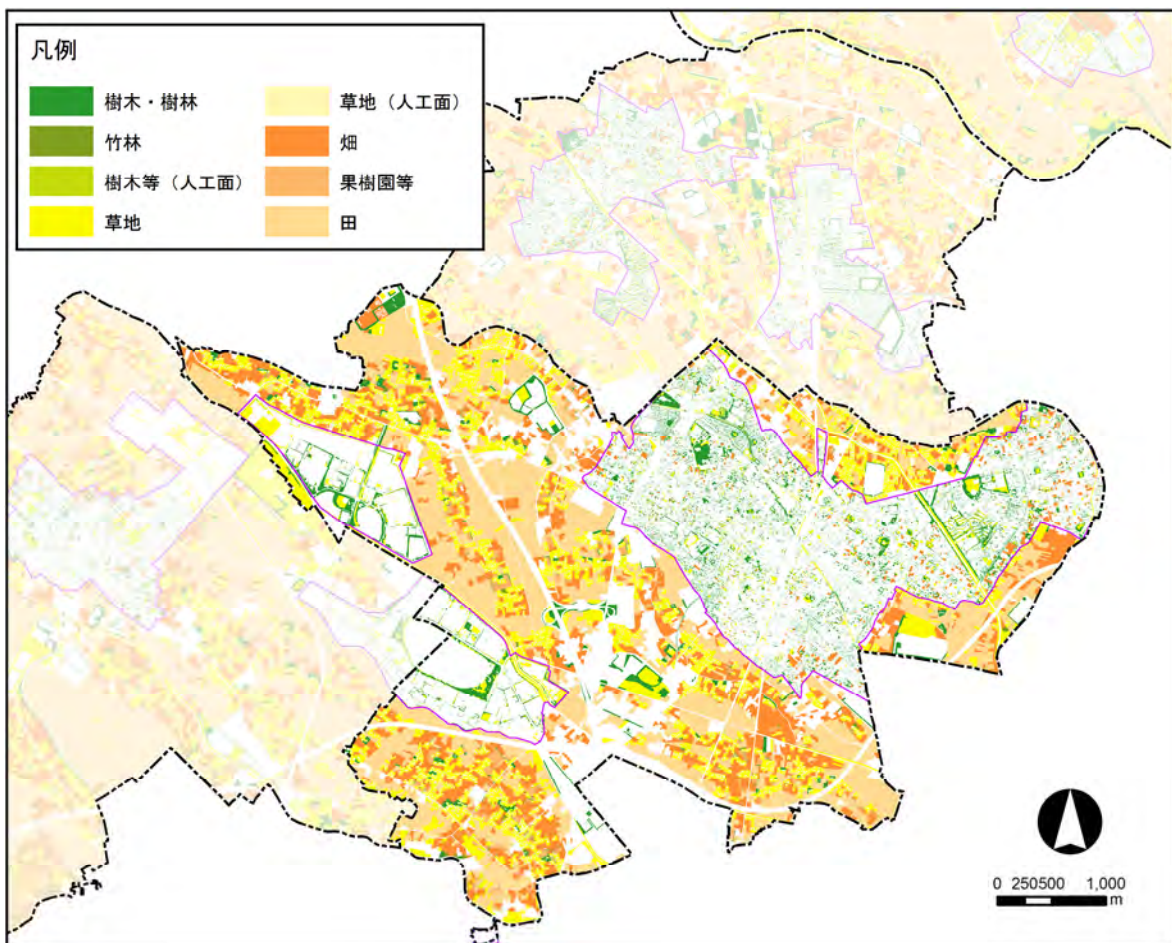 凡例
樹木・樹林
竹林
樹木等（人工面）
草地
草地（人工面）
畑
果樹園等
田
0 250500 1,000
m